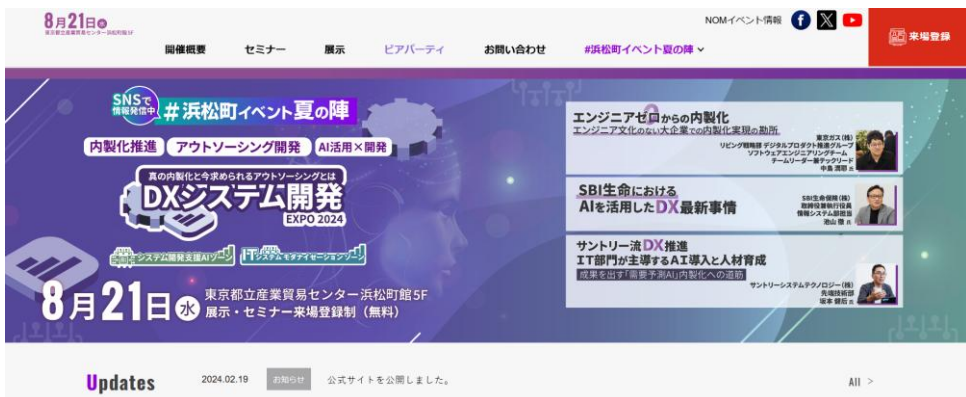 8月21日水
東京都立産業貿易センター浜松町館5F
NOMイベント情報
来場登録
開催概要 セミナー 展示 ビアパーティ お問い合わせ #浜松町イベント夏の陣
SNSで
情報発信中
#浜松町イベント夏の陣
内製化推進 アウトソーシング開発 AI活用×開発
真の内製化と今求められるアウトソーシングとは
DXシステム開発
EXPO 2024
システム開発支援AIゾーン ITシステム モダナイゼーションゾーン
8月21日水
東京都立産業貿易センター浜松町館5F
展示・セミナー来場登録制（無料）
エンジニアゼロからの内製化
エンジニア文化のない大企業での内製化実現の勘所
東京ガス(株)
リビング戦略部 デジタルプロダクト推進グループ
ソフトウェアエンジニアリングチーム
チームリーダー兼テックリード
中島 潤耶 氏
SBI生命における
AIを活用したDX最新事情
SBI生命保険(株)
取締役兼執行役員
情報システム部担当
池山 徹 氏
サントリー流DX推進
IT部門が主導するAI導入と人材育成
成果を出す「需要予測AI」内製化への道筋
サントリーシステムテクノロジー(株)
先端技術部
坂本 健后 氏
Updates
2024.02.19 お知らせ 公式サイトを公開しました。
All >